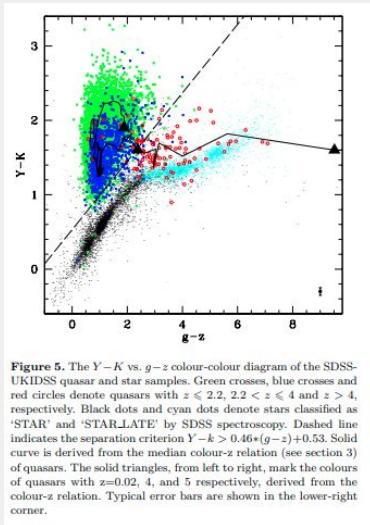 3
2
1
0
Y-K
0 2 4 6 8
g-z
Figure 5. The Y−K vs. g−z colour-colour diagram of the SDSS-
UKIDSS quasar and star samples. Green crosses, blue crosses and
red circles denote quasars with z ⩽ 2.2, 2.2 < z ⩽ 4 and z > 4,
respectively. Black dots and cyan dots denote stars classified as
'STAR' and 'STAR_LATE' by SDSS spectroscopy. Dashed line
indicates the separation criterion Y−k > 0.46*(g−z)+0.53. Solid
curve is derived from the median colour-z relation (see section 3)
of quasars. The solid triangles, from left to right, mark the colours
of quasars with z=0.02, 4, and 5 respectively, derived from the
colour-z relation. Typical error bars are shown in the lower-right
corner.